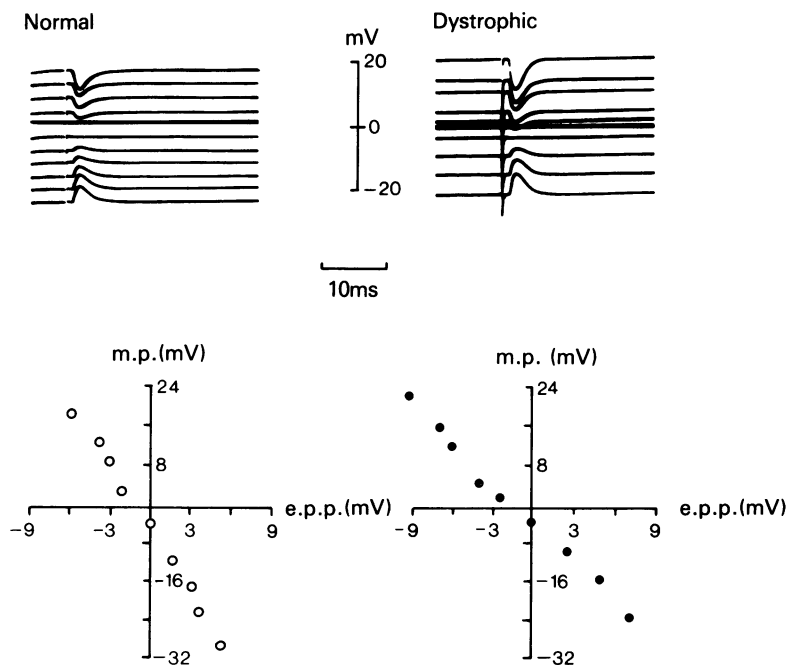 Normal
Dystrophic
mV
20
0
-20
10ms
m.p.(mV)
24
8
e.p.p.(mV)
-9
-3
3
9
-16
-32
m.p. (mV)
24
8
e.p.p.(mV)
-9
-3
3
9
-16
-32